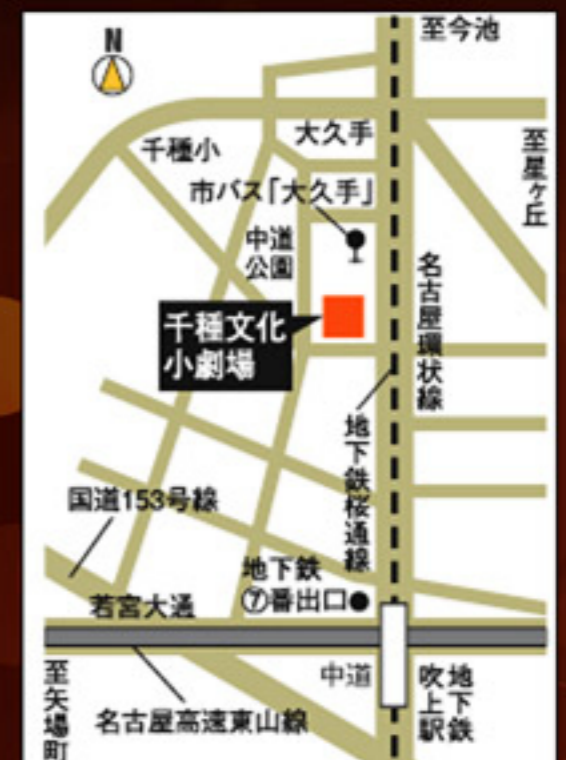 N
至今池
大久手
千種小
至星ヶ丘
市バス「大久手」
中道
公園
名古屋環状線
千種文化
小劇場
地下鉄桜通線
国道153号線
地下鉄
⑦番出口
若宮大通
至矢場町
中道
地下鉄
吹上駅
名古屋高速東山線